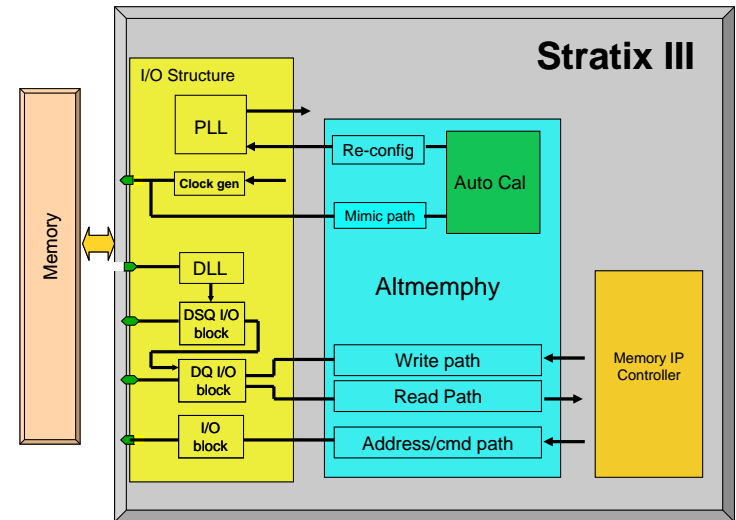 Stratix III
I/O Structure
PLL
Re-config
Auto Cal
Clock gen
Mimic path
Memory
DLL
Altmemphy
DSQ I/O
block
Write path
Memory IP
Controller
DQ I/O
block
Read Path
I/O
block
Address/cmd path